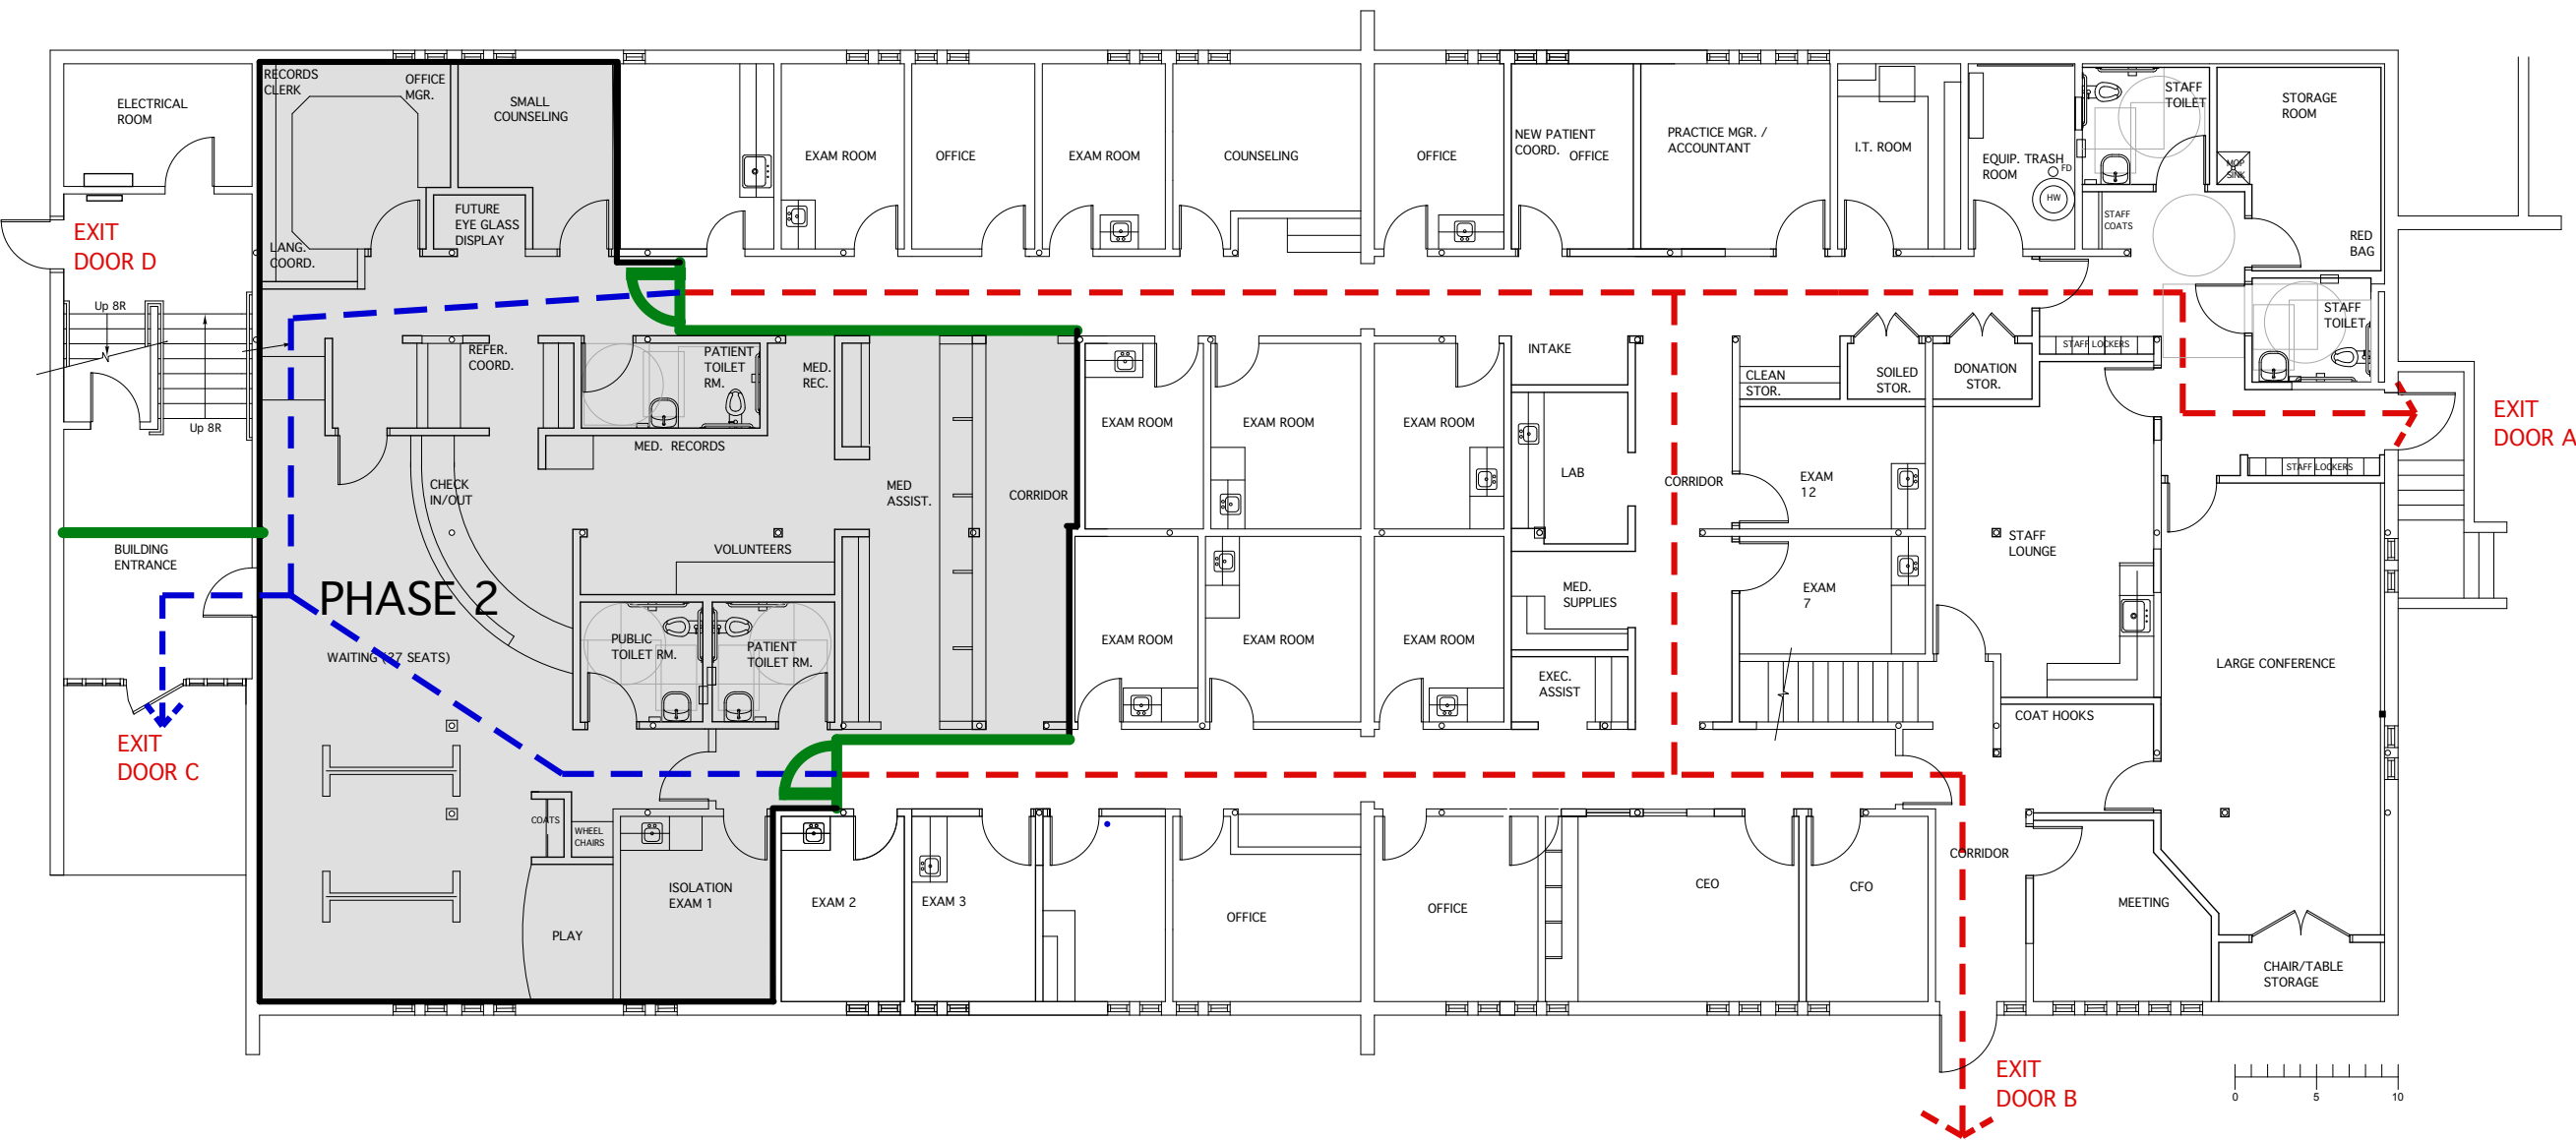 RECORDS
CLERK
OFFICE
MGR.
SMALL
COUNSELING
ELECTRICAL
ROOM
FUTURE
EYE GLASS
DISPLAY
LANG.
COORD.
EXAM ROOM
OFFICE
EXAM ROOM
COUNSELING
OFFICE
NEW PATIENT
COORD.
OFFICE
PRACTICE MGR. /
ACCOUNTANT
I.T. ROOM
EQUIP. TRASH
ROOM
FD
HW
STAFF
TOILET
STAFF
COATS
MOP
SINK
STORAGE
ROOM
RED
BAG
STAFF
TOILET
EXIT
DOOR D
Up 8R
Up 8R
REFER.
COORD.
PATIENT
TOILET
RM.
MED.
REC.
MED. RECORDS
CHECK
IN/OUT
MED
ASSIST.
CORRIDOR
EXAM ROOM
EXAM ROOM
EXAM ROOM
INTAKE
LAB
CORRIDOR
CLEAN
STOR.
SOILED
STOR.
DONATION
STOR.
STAFF LOCKERS
STAFF LOCKERS
EXIT
DOOR A
EXAM
12
STAFF
LOUNGE
BUILDING
ENTRANCE
VOLUNTEERS
PHASE 2
PUBLIC
TOILET RM.
PATIENT
TOILET RM.
WAITING (27 SEATS)
EXAM ROOM
EXAM ROOM
EXAM ROOM
MED.
SUPPLIES
EXEC.
ASSIST
EXAM
7
LARGE CONFERENCE
COAT HOOKS
EXIT
DOOR C
COATS
WHEEL
CHAIRS
PLAY
ISOLATION
EXAM 1
EXAM 2
EXAM 3
OFFICE
OFFICE
CEO
CFO
CORRIDOR
MEETING
CHAIR/TABLE
STORAGE
EXIT
DOOR B
0 5 10